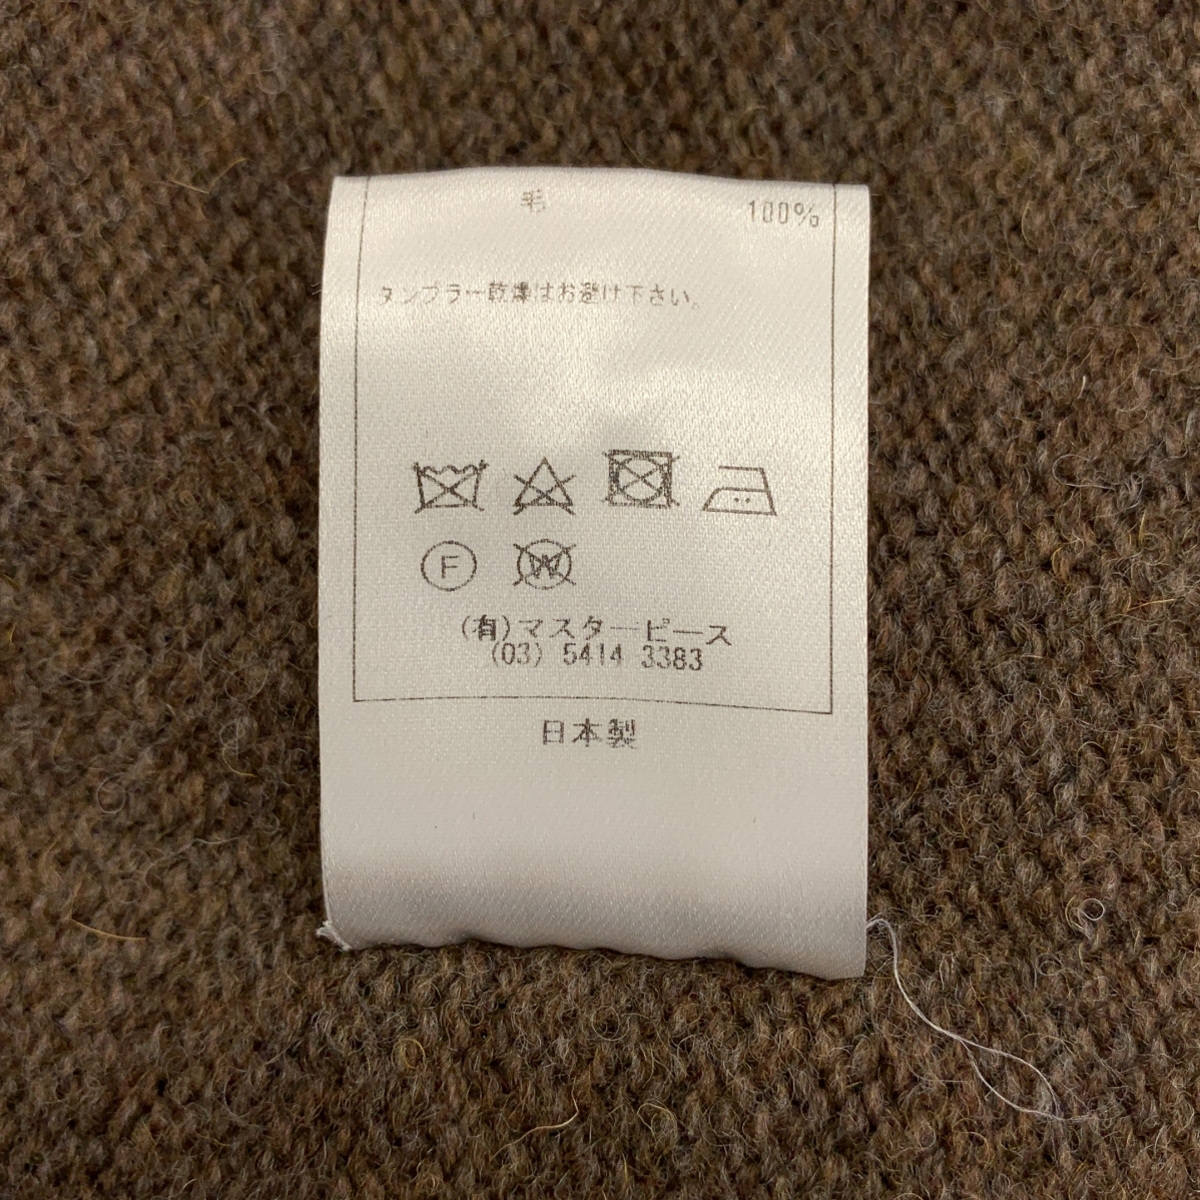 毛 100%
タンブラー乾燥はお避け下さい。
F W
(有)マスターピース
(03) 5414 3383
日本製